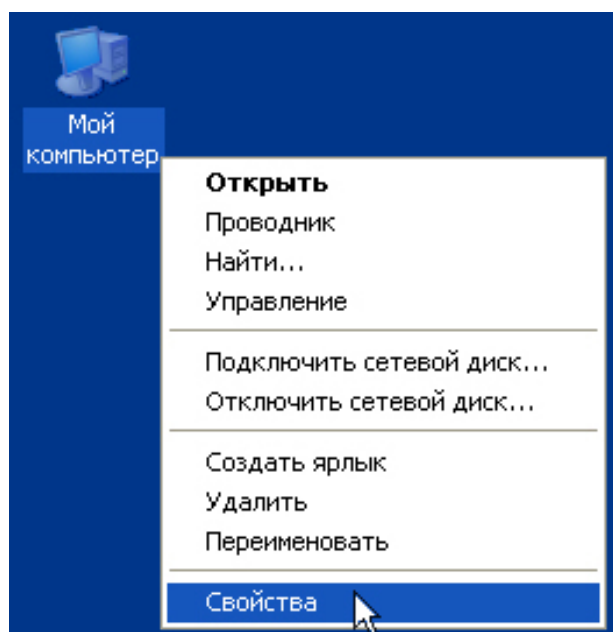 Мой
компьютер
Открыть
Проводник
Найти...
Управление
Подключить сетевой диск...
Отключить сетевой диск...
Создать ярлык
Удалить
Переименовать
Свойства